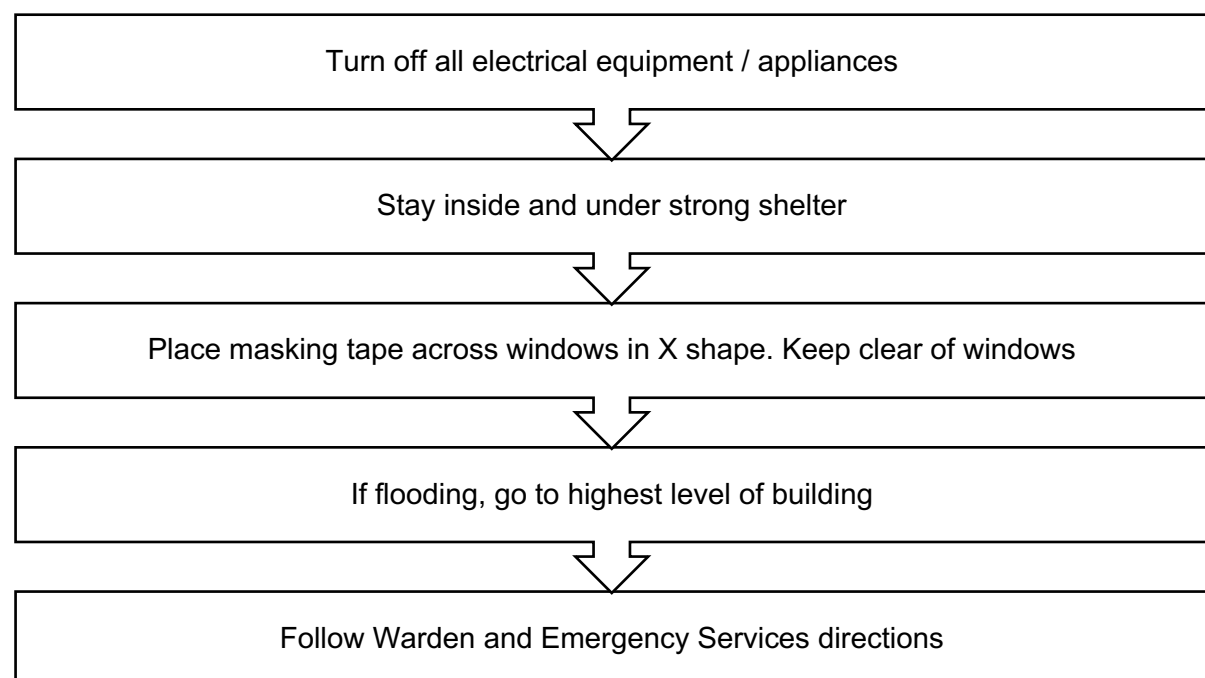 Turn off all electrical equipment / appliances
Stay inside and under strong shelter
Place masking tape across windows in X shape. Keep clear of windows
If flooding, go to highest level of building
Follow Warden and Emergency Services directions